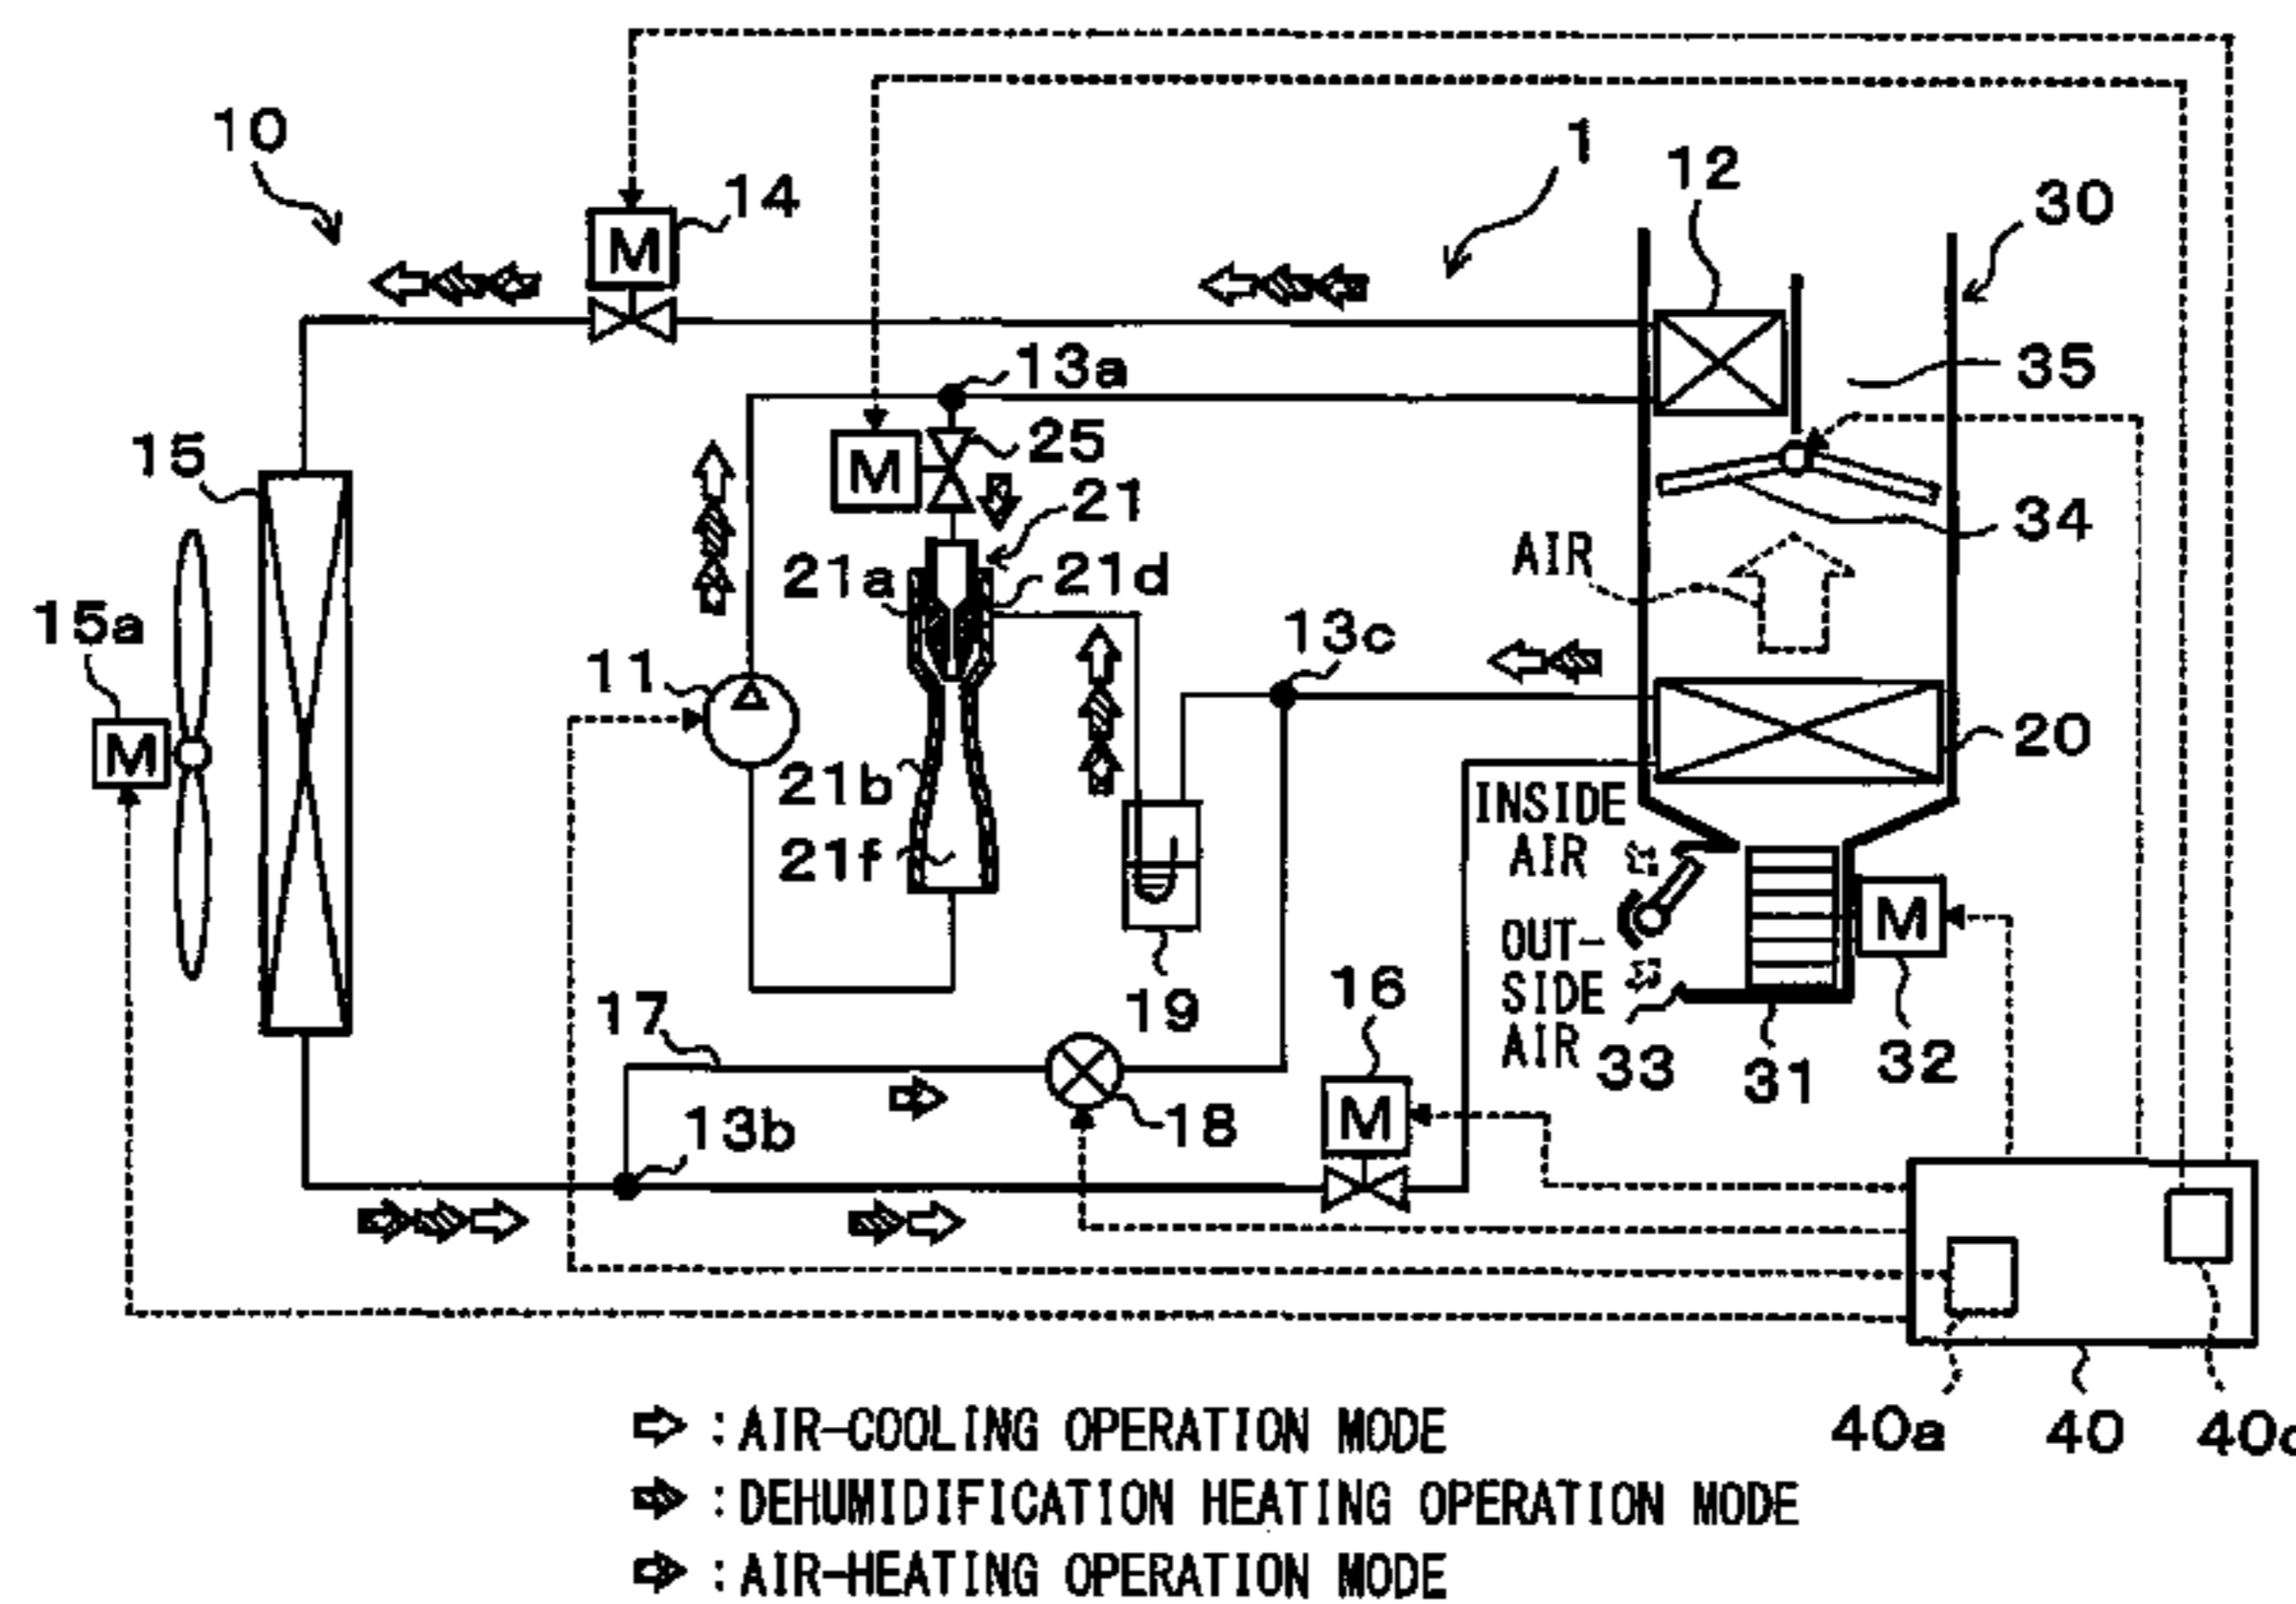 10
1
12
30
14
M
13a
35
25
M
15
21
34
21a
21d
AIR
15a
13c
11
M
20
21b
INSIDE
AIR
21f
M
OUT-
SIDE
AIR
16
19
17
33
31
32
M
18
13b
40a
40
: AIR-COOLING OPERATION MODE
: DEHUMIDIFICATION HEATING OPERATION MODE
: AIR-HEATING OPERATION MODE